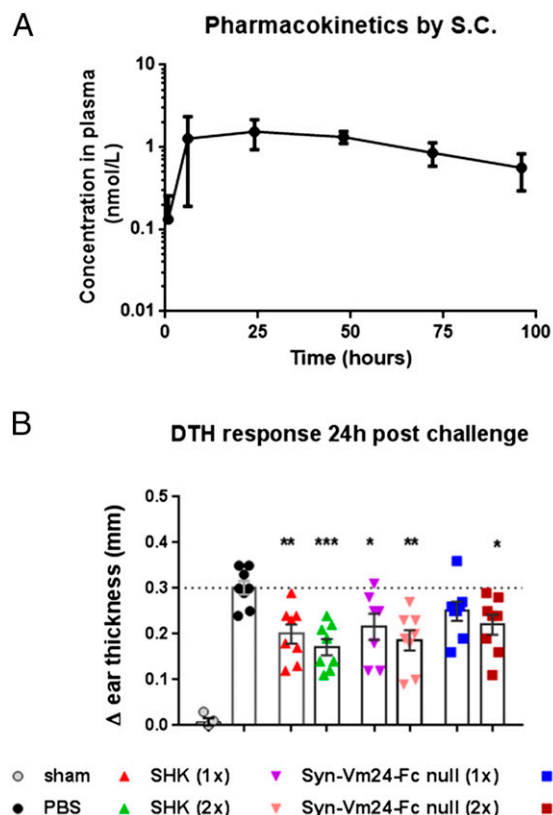 A
Pharmacokinetics by S.C.
Concentration in plasma
(nmol/L)
10
1
0.1
0.01
0 25 50 75 100
Time (hours)
B
DTH response 24h post challenge
Δ ear thickness (mm)
0.5
0.4
0.3
0.2
0.1
0.0
** *** * ** *
sham SHK (1x) Syn-Vm24-Fc null (1x)
PBS SHK (2x) Syn-Vm24-Fc null (2x)